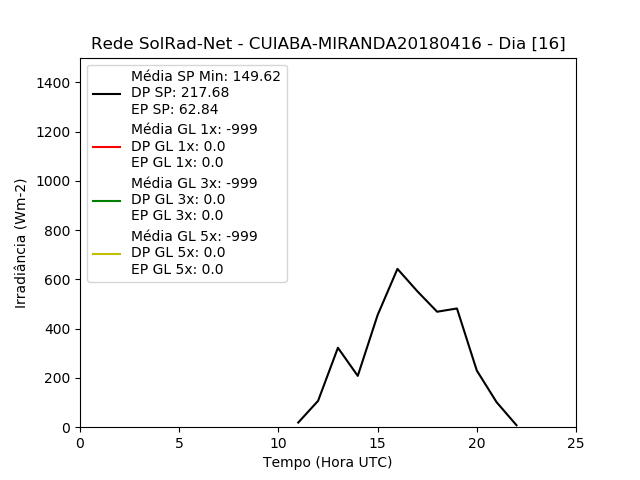 Rede SolRad-Net - CUIABA-MIRANDA20180416 - Dia [16]
Média SP Min: 149.62
DP SP: 217.68
EP SP: 62.84
Média GL 1x: -999
DP GL 1x: 0.0
EP GL 1x: 0.0
Média GL 3x: -999
DP GL 3x: 0.0
EP GL 3x: 0.0
Média GL 5x: -999
DP GL 5x: 0.0
EP GL 5x: 0.0
1400
1200
1000
800
600
400
200
0
Irradiância (Wm-2)
0 5 10 15 20 25
Tempo (Hora UTC)